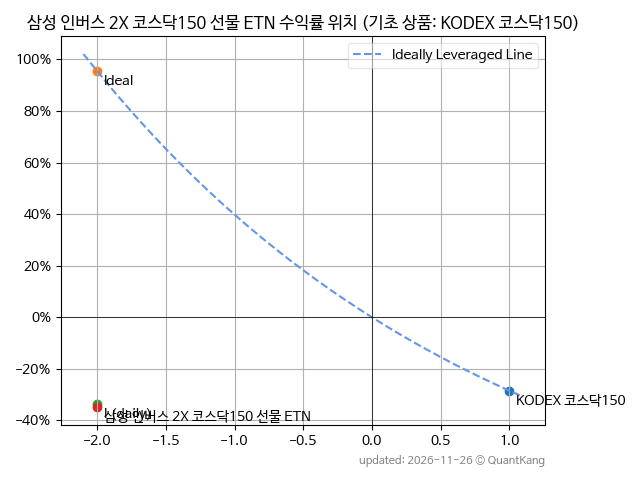 삼성 인버스 2X 코스닥150 선물 ETN 수익률 위치 (기초 상품: KODEX 코스닥150)
Ideally Leveraged Line
100%
80%
60%
40%
20%
0%
−20%
−40%
Ideal
KODEX 코스닥150
삼성 인버스 2X 코스닥150 선물 ETN
−2.0 −1.5 −1.0 −0.5 0.0 0.5 1.0
updated: 2026-11-26 © QuantKang